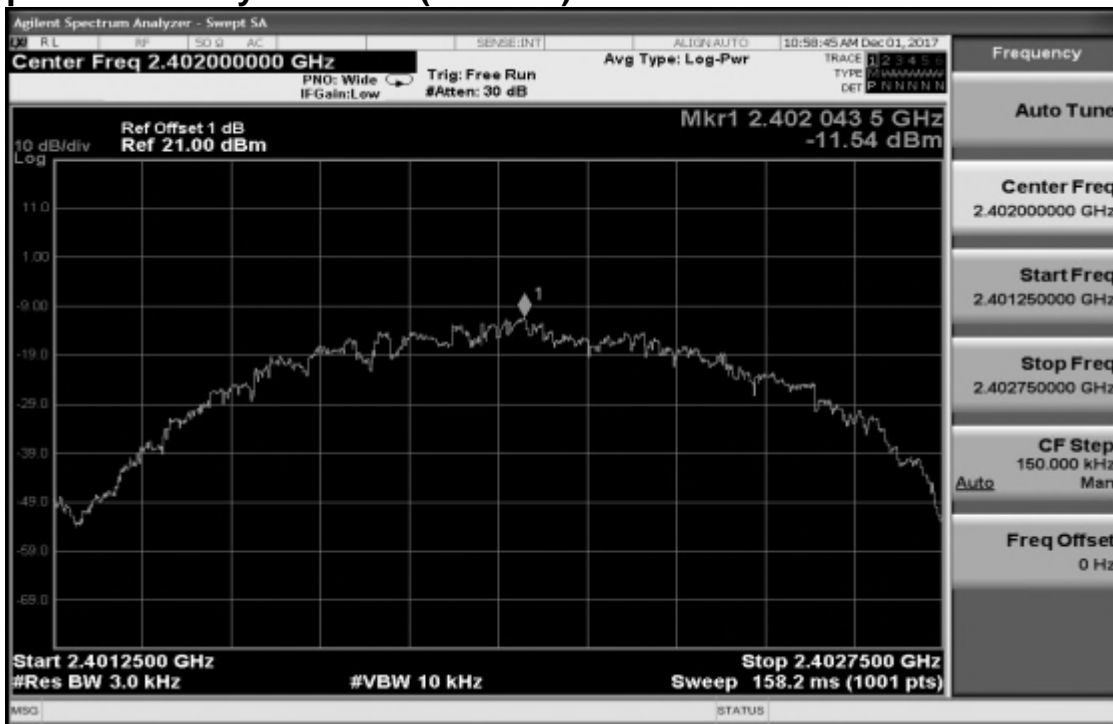 Agilent Spectrum Analyzer - Swept SA
RL RF 50 Ω AC SENSE:INT ALIGN AUTO 10:58:45 AM Dec 01, 2017
Center Freq 2.402000000 GHz
PNO: Wide
IFGain:Low
Trig: Free Run
#Atten: 30 dB
Avg Type: Log-Pwr
TRACE 1 2 3 4 5 6
TYPE M WWWWW
DET P N N N N N
Ref Offset 1 dB
10 dB/div Ref 21.00 dBm
Log
Mkr1 2.402 043 5 GHz
-11.54 dBm
11.0
1.00
-9.00
-19.0
-29.0
-39.0
-49.0
-59.0
-69.0
1
Start 2.4012500 GHz
Stop 2.4027500 GHz
#Res BW 3.0 kHz
#VBW 10 kHz
Sweep 158.2 ms (1001 pts)
MSG
STATUS
Frequency
Auto Tune
Center Freq
2.402000000 GHz
Start Freq
2.401250000 GHz
Stop Freq
2.402750000 GHz
CF Step
150.000 kHz
Auto Man
Freq Offset
0 Hz